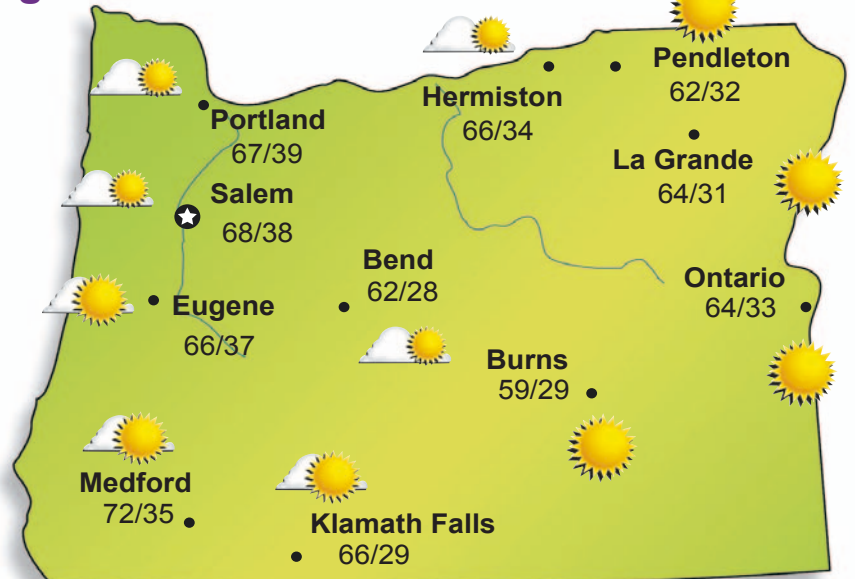 Pendleton
62/32
Hermiston
66/34
Portland
67/39
La Grande
64/31
Salem
68/38
Bend
62/28
Ontario
64/33
Eugene
66/37
Burns
59/29
Medford
72/35
Klamath Falls
66/29